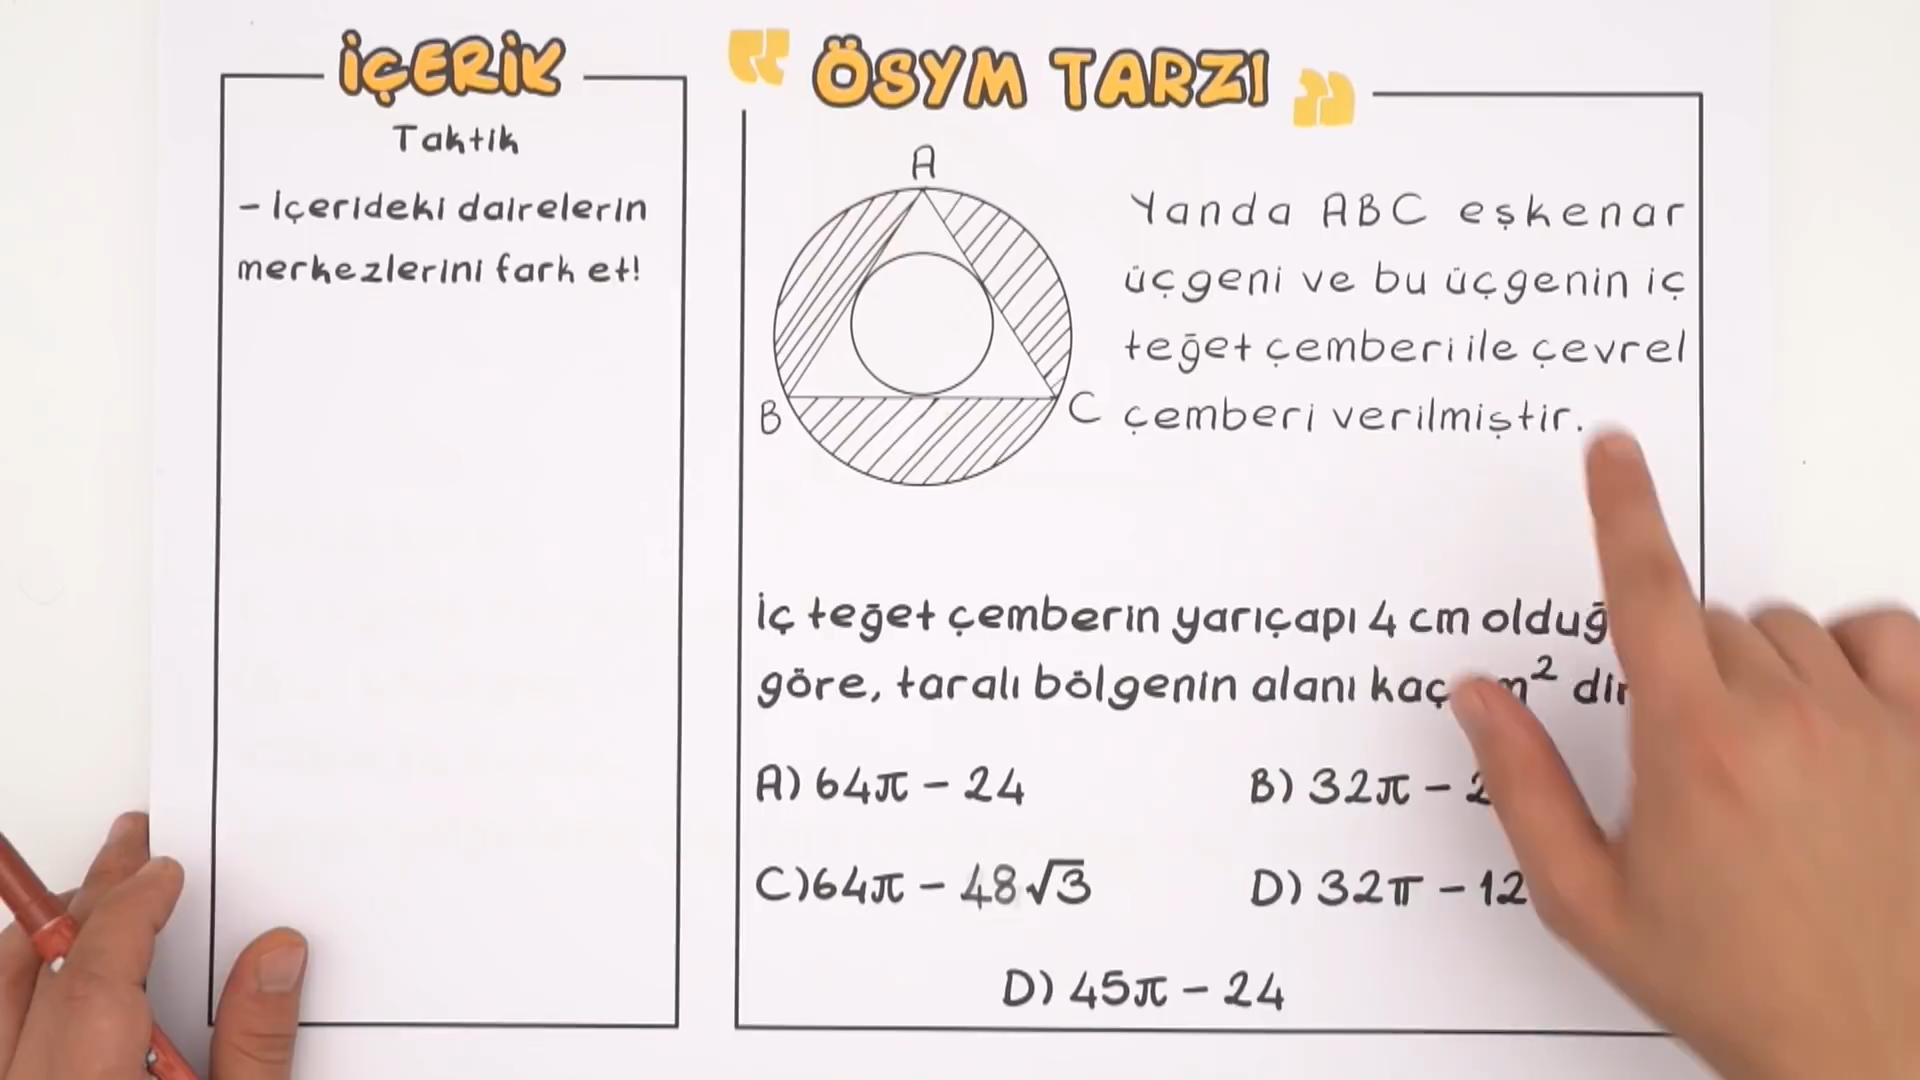 İÇERİK
Taktik
- İçerideki dairelerin
merkezlerini fark et!
" ÖSYM TARZI "
A
B
C
Yanda ABC eşkenar
üçgeni ve bu üçgenin iç
teğet çemberi ile çevrel
çemberi verilmiştir.
İç teğet çemberin yarıçapı 4 cm
göre, taralı bölgenin alanı kaç
A) 64π - 24
B) 32π -
C) 64π - 48√3
D) 32π - 12
D) 45π - 24